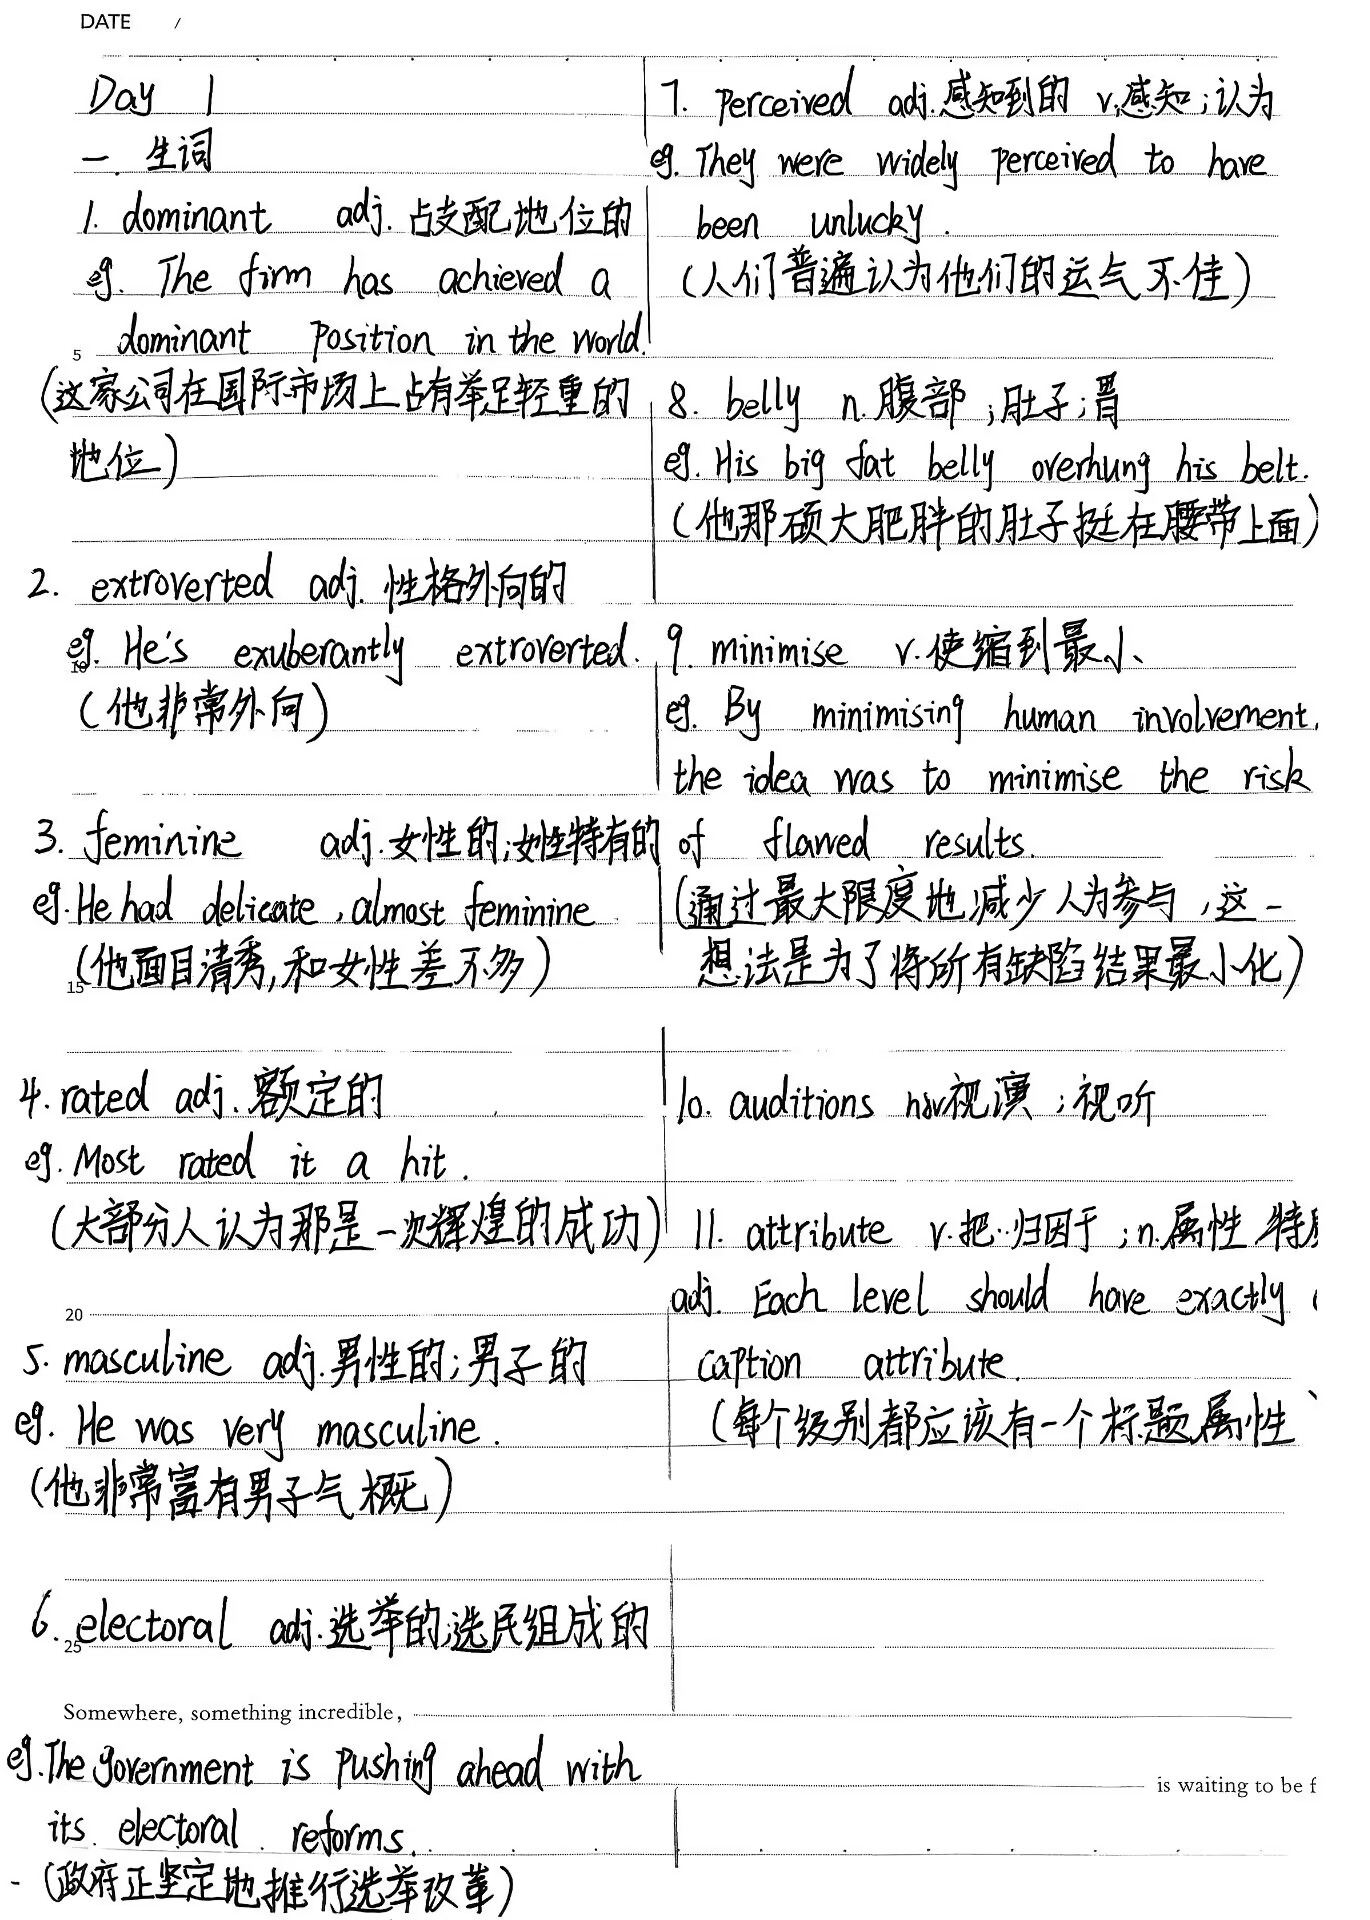 DATE /
Day 1
一. 生词
1. dominant adj. 占支配地位的
eg. The firm has achieved a
dominant position in the world.
5
(这家公司在国际市场上占有举足轻重的
地位)
2. extroverted adj. 性格外向的
eg. He's exuberantly extroverted.
10
(他非常外向)
3. feminine adj. 女性的;女性特有的
eg. He had delicate, almost feminine
(他面目清秀,和女性差不多)
15
4. rated adj. 额定的
eg. Most rated it a hit.
(大部分人认为那是一次辉煌的成功)
20
5. masculine adj. 男性的;男子的
eg. He was very masculine.
(他非常富有男子气概)
6. electoral adj. 选举的;选民组成的
25
Somewhere, something incredible,
eg. The government is pushing ahead with
its electoral reforms.
(政府正坚定地推行选举改革)
7. perceived adj. 感知到的 v. 感知;认为
eg. They were widely perceived to have
been unlucky.
(人们普遍认为他们的运气不佳)
8. belly n. 腹部;肚子;胃
eg. His big fat belly overhung his belt.
(他那硕大肥胖的肚子挺在腰带上面)
9. minimise v. 使缩到最小
eg. By minimising human involvement,
the idea was to minimise the risk
of flawed results.
(通过最大限度地减少人为参与,这一
想法是为了将所有缺陷结果最小化)
10. auditions 视演;视听
11. attribute v. 把··归因于;n. 属性 特
adj. Each level should have exactly
caption attribute.
(每个级别都应该有一个标题属性
is waiting to be f